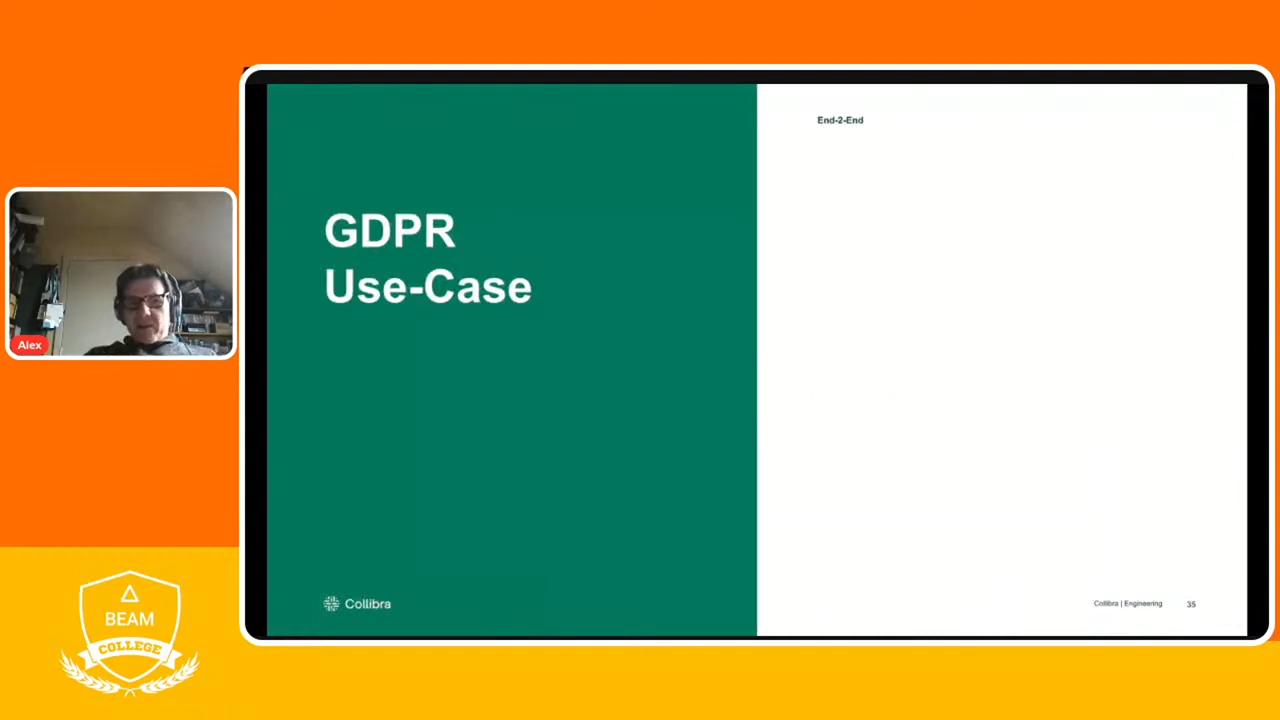 End-2-End
GDPR
Use-Case
Alex
Collibra
Collibra | Engineering
35
BEAM
COLLEGE